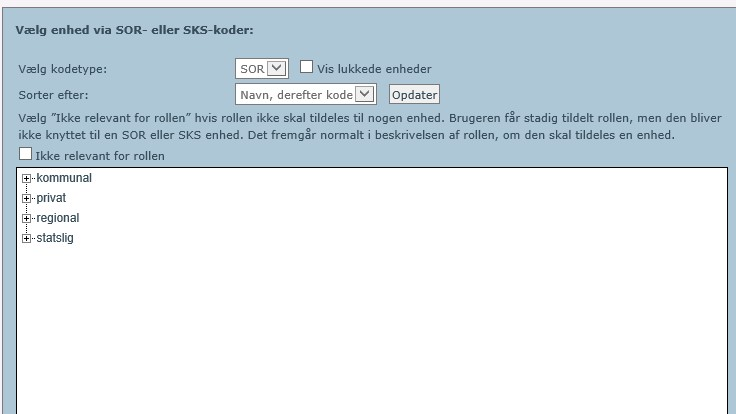 Vælg enhed via SOR- eller SKS-koder:
Vælg kodetype: SOR Vis lukkede enheder
Sorter efter: Navn, derefter kode Opdater
Vælg ”Ikke relevant for rollen” hvis rollen ikke skal tildeles til nogen enhed. Brugeren får stadig tildelt rollen, men den bliver
ikke knyttet til en SOR eller SKS enhed. Det fremgår normalt i beskrivelsen af rollen, om den skal tildeles en enhed.
Ikke relevant for rollen
kommunal
privat
regional
statslig